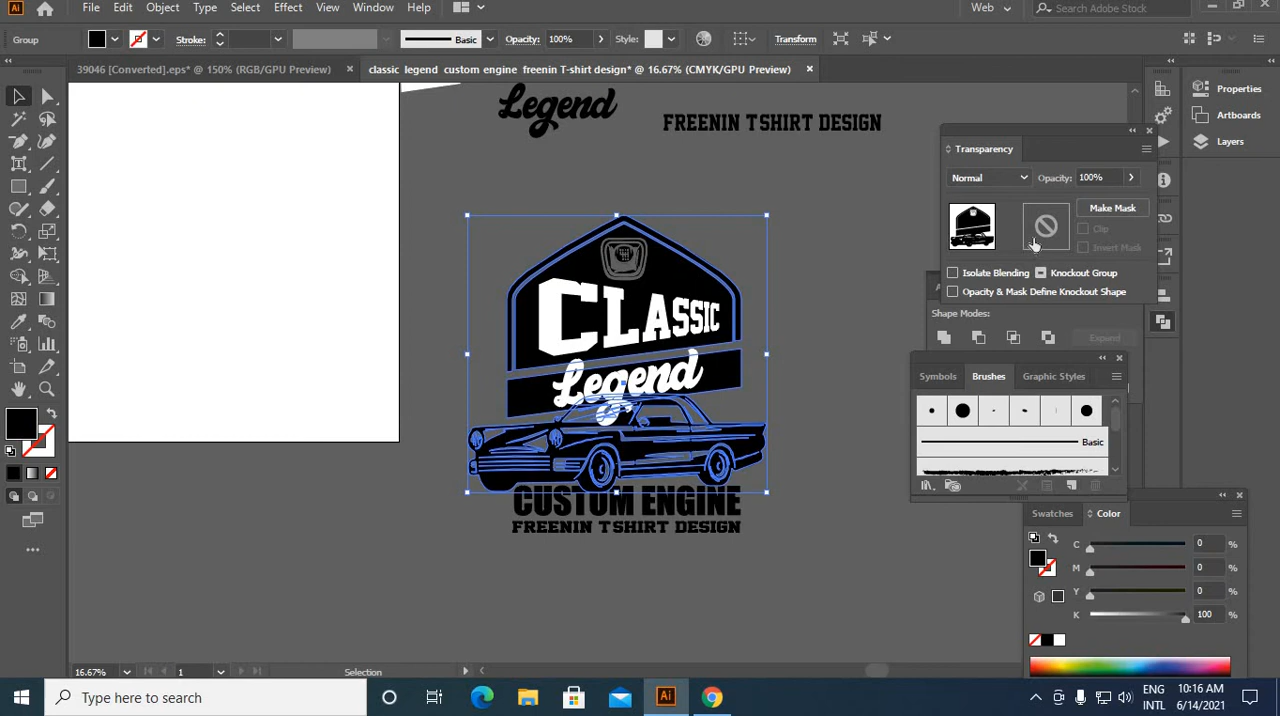 Ai
File
Edit
Object
Type
Select
Effect
View
Window
Help
Web
Search Adobe Stock
Group
Stroke:
Basic
Opacity:
100%
Style:
Transform
39046 [Converted].eps* @ 150% (RGB/GPU Preview)
classic legend custom engine freenin T-shirt design* @ 16.67% (CMYK/GPU Preview)
Legend
FREENIN TSHIRT DESIGN
CLASSIC
Legend
CUSTOM ENGINE
FREENIN TSHIRT DESIGN
Properties
Artboards
Layers
Transparency
Normal
Opacity:
100%
Make Mask
Clip
Invert Mask
Isolate Blending
Knockout Group
Opacity & Mask Define Knockout Shape
Shape Modes:
Expand
Symbols
Brushes
Graphic Styles
Basic
Swatches
Color
C
0
%
M
0
%
Y
0
%
K
100
%
16.67%
1
Selection
Type here to search
Ai
ENG
INTL
10:16 AM
6/14/2021